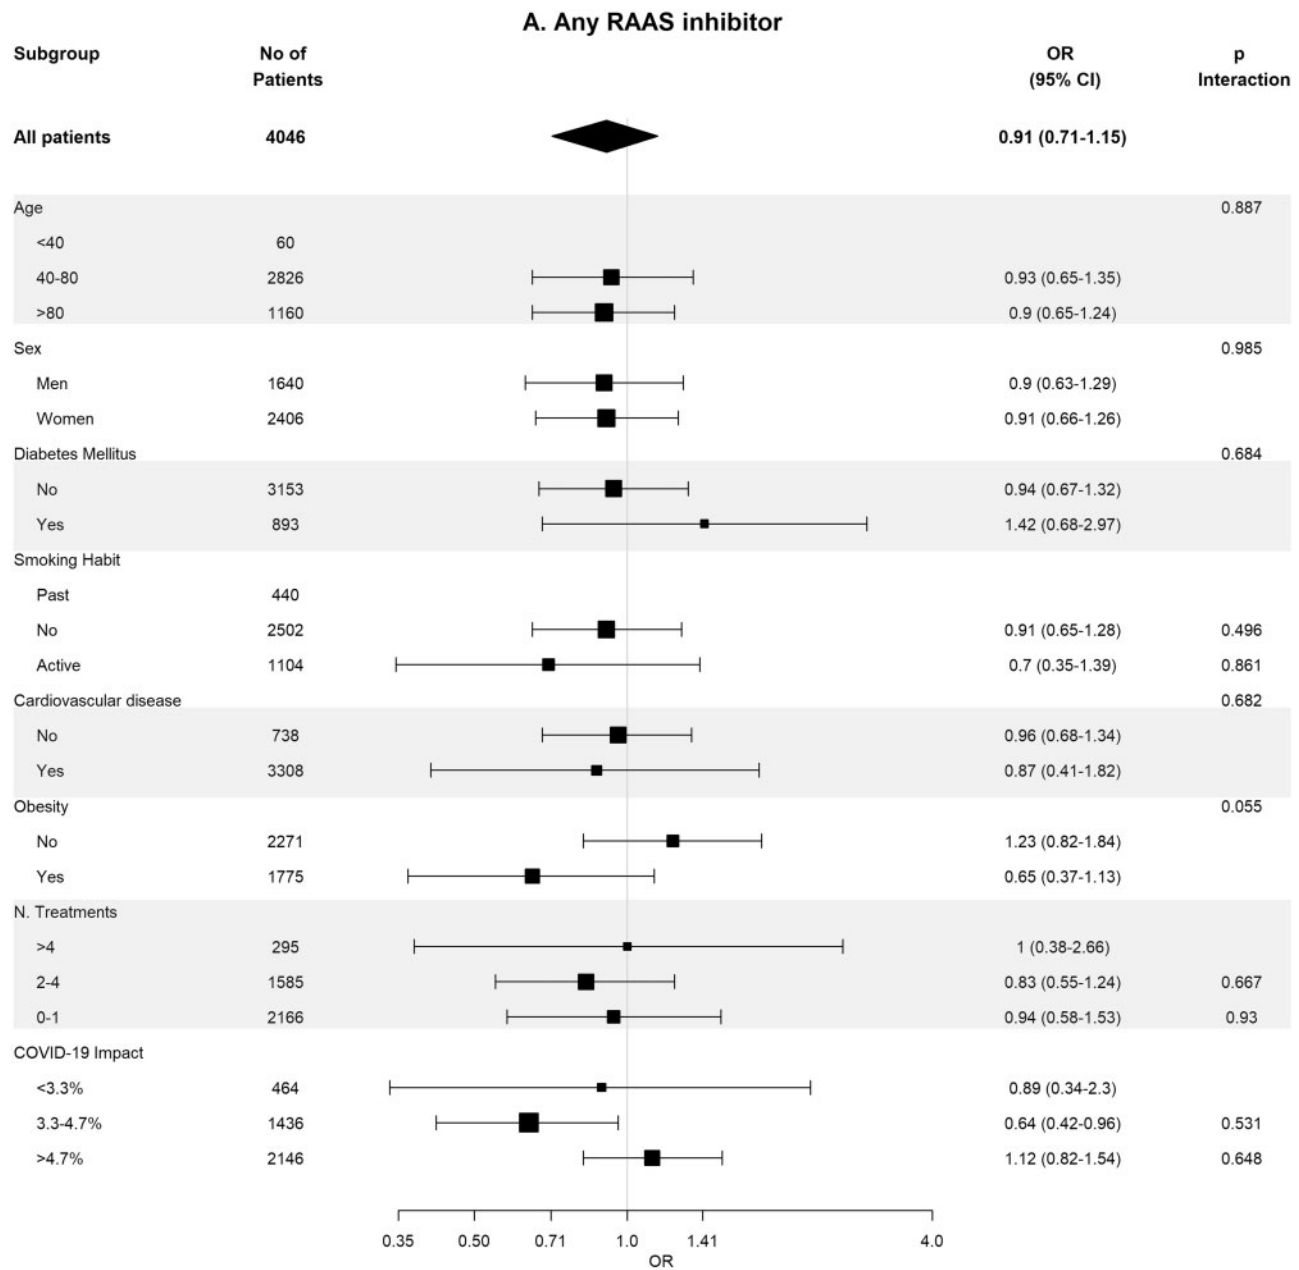 A. Any RAAS inhibitor
Subgroup No of Patients OR (95% CI) p Interaction
All patients 4046 0.91 (0.71-1.15)
Age 0.887
<40 60
40-80 2826 0.93 (0.65-1.35)
>80 1160 0.9 (0.65-1.24)
Sex 0.985
Men 1640 0.9 (0.63-1.29)
Women 2406 0.91 (0.66-1.26)
Diabetes Mellitus 0.684
No 3153 0.94 (0.67-1.32)
Yes 893 1.42 (0.68-2.97)
Smoking Habit
Past 440
No 2502 0.91 (0.65-1.28) 0.496
Active 1104 0.7 (0.35-1.39) 0.861
Cardiovascular disease 0.682
No 738 0.96 (0.68-1.34)
Yes 3308 0.87 (0.41-1.82)
Obesity 0.055
No 2271 1.23 (0.82-1.84)
Yes 1775 0.65 (0.37-1.13)
N. Treatments
>4 295 1 (0.38-2.66)
2-4 1585 0.83 (0.55-1.24) 0.667
0-1 2166 0.94 (0.58-1.53) 0.93
COVID-19 Impact
<3.3% 464 0.89 (0.34-2.3)
3.3-4.7% 1436 0.64 (0.42-0.96) 0.531
>4.7% 2146 1.12 (0.82-1.54) 0.648
0.35 0.50 0.71 1.0 1.41 4.0
OR